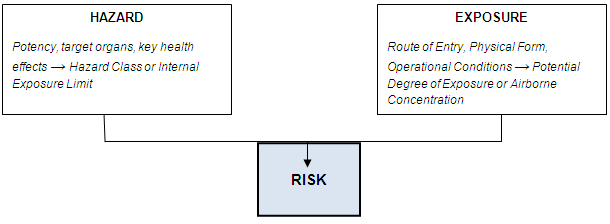 HAZARD
Potency, target organs, key health
effects → Hazard Class or Internal
Exposure Limit
EXPOSURE
Route of Entry, Physical Form,
Operational Conditions → Potential
Degree of Exposure or Airborne
Concentration
RISK